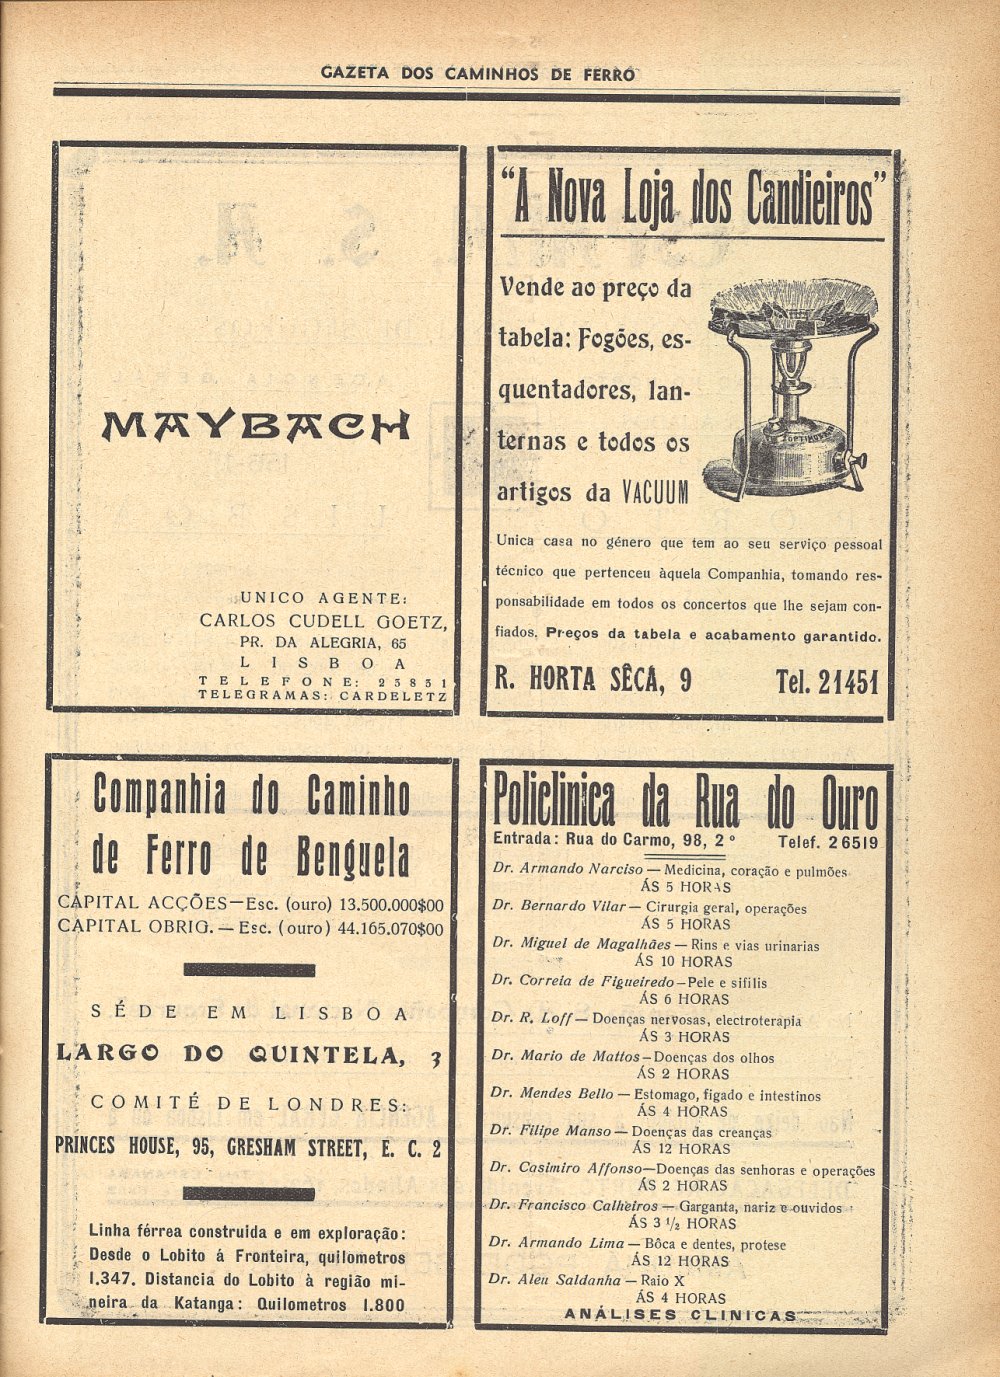 GAZETA DOS CAMINHOS DE FERRO
MAYBACH
UNICO AGENTE:
CARLOS CUDELL GOETZ,
PR. DA ALEGRIA, 65
LISBOA
TELEFONE: 23851
TELEGRAMAS: CARDELETZ
"A Nova Loja dos Candieiros"
Vende ao preço da
tabela: Fogões, es-
quentadores, lan-
ternas e todos os
artigos da VACUUM
OPTIMUS
Unica casa no género que tem ao seu serviço pessoal
técnico que pertenceu àquela Companhia, tomando res-
ponsabilidade em todos os concertos que lhe sejam con-
fiados. Preços da tabela e acabamento garantido.
R. HORTA SÊCA, 9 Tel. 21451
Companhia do Caminho
de Ferro de Benguela
CAPITAL ACÇÕES—Esc. (ouro) 13.500.000$00
CAPITAL OBRIG. — Esc. (ouro) 44.165.070$00
SÉDE EM LISBOA
LARGO DO QUINTELA, 3
COMITÉ DE LONDRES:
PRINCES HOUSE, 95, GRESHAM STREET, E. C. 2
Linha férrea construida e em exploração:
Desde o Lobito á Fronteira, quilometros
1.347. Distancia do Lobito à região mi-
neira da Katanga: Quilometros 1.800
Policlinica da Rua do Ouro
Entrada: Rua do Carmo, 98, 2º Telef. 26519
Dr. Armando Narciso — Medicina, coração e pulmões
ÁS 5 HORAS
Dr. Bernardo Vilar — Cirurgia geral, operações
ÁS 5 HORAS
Dr. Miguel de Magalhães — Rins e vias urinarias
ÁS 10 HORAS
Dr. Correia de Figueiredo — Pele e sifilis
ÁS 6 HORAS
Dr. R. Loff — Doenças nervosas, electroterapia
ÁS 3 HORAS
Dr. Mario de Mattos — Doenças dos olhos
ÁS 2 HORAS
Dr. Mendes Bello — Estomago, figado e intestinos
ÁS 4 HORAS
Dr. Filipe Manso — Doenças das creanças
ÁS 12 HORAS
Dr. Casimiro Affonso — Doenças das senhoras e operações
ÁS 2 HORAS
Dr. Francisco Calheiros — Garganta, nariz e ouvidos
ÁS 3 1/2 HORAS
Dr. Armando Lima — Bôca e dentes, protese
ÁS 12 HORAS
Dr. Aleu Saldanha — Raio X
ÁS 4 HORAS
ANÁLISES CLINICAS